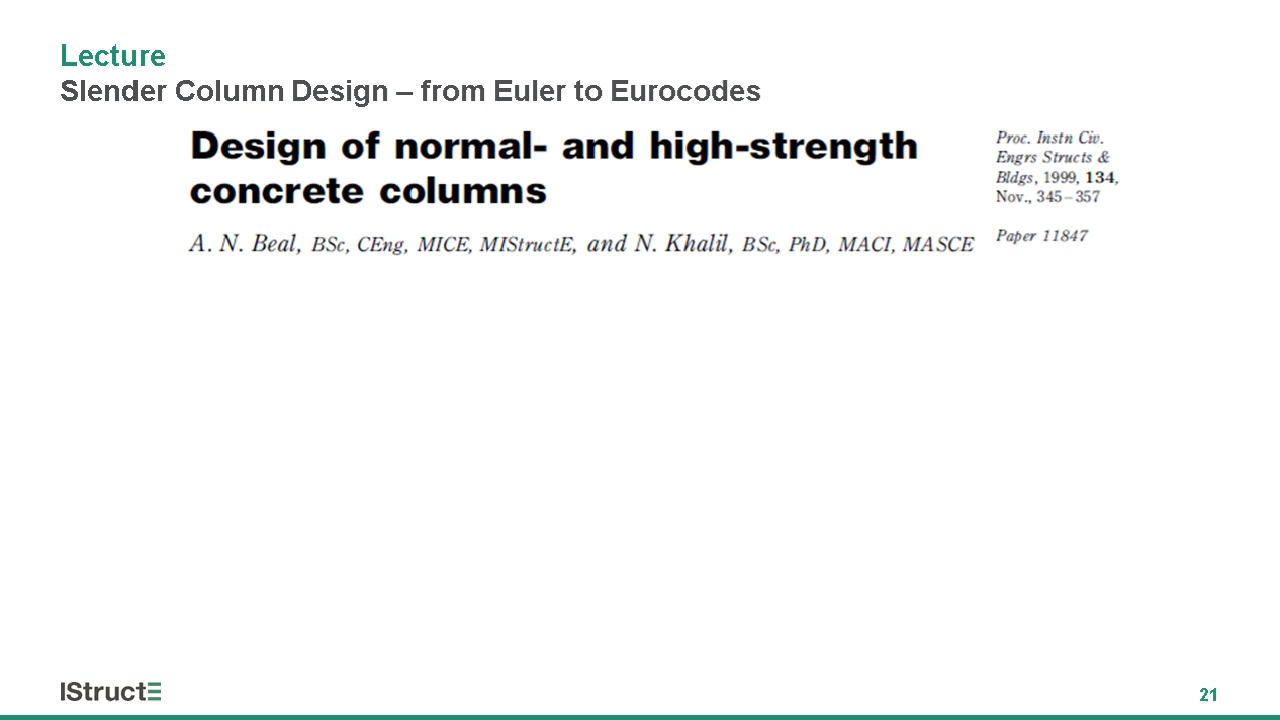 Lecture
Slender Column Design – from Euler to Eurocodes
Design of normal- and high-strength
concrete columns
A. N. Beal, BSc, CEng, MICE, MIStructE, and N. Khalil, BSc, PhD, MACI, MASCE
Proc. Instn Civ.
Engrs Structs &
Bldgs, 1999, 134,
Nov., 345–357
Paper 11847
IStructE
21